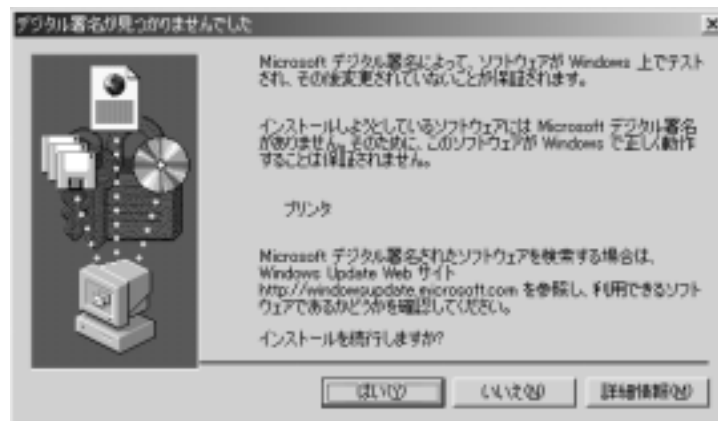 デジタル署名が見つかりませんでした
Microsoft デジタル署名によって、ソフトウェアが Windows 上でテスト
され、その後変更されていないことが保証されます。
インストールしようとしているソフトウェアには Microsoft デジタル署名
がありません。そのために、このソフトウェアが Windows で正しく動作
することは保証されません。
プリンタ
Microsoft デジタル署名されたソフトウェアを検索する場合は、
Windows Update Web サイト
http://windowsupdate.microsoft.com を参照し、利用できるソフト
ウェアであるかどうかを確認してください。
インストールを続行しますか?
はい(Y) いいえ(N) 詳細情報(M)